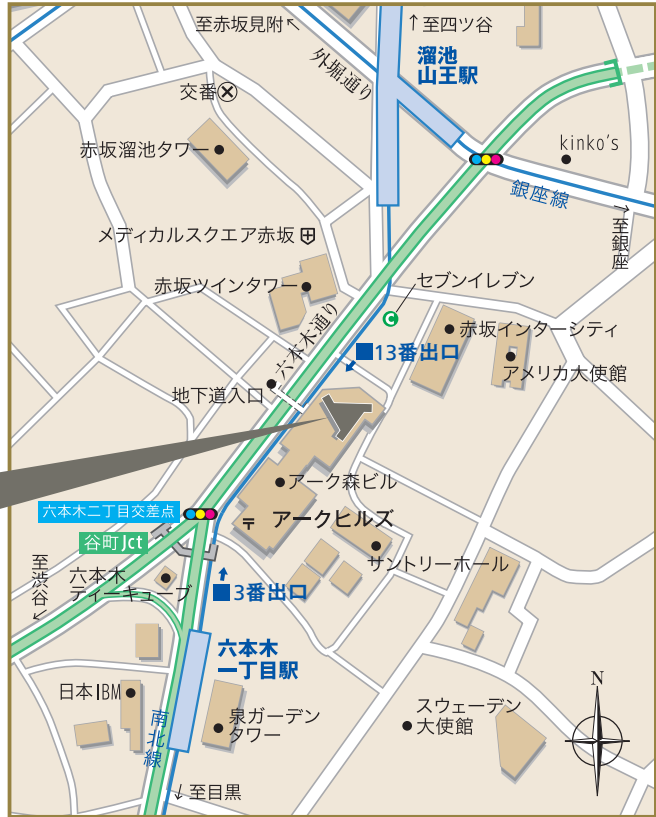 至赤坂見附↖
↑至四ツ谷
外堀通り
溜池
山王駅
交番
赤坂溜池タワー
kinko's
銀座線
↑至銀座
メディカルスクエア赤坂
赤坂ツインタワー
セブンイレブン
六本木通り
赤坂インターシティ
13番出口
アメリカ大使館
地下道入口
アーク森ビル
六本木二丁目交差点
〒 アークヒルズ
谷町Jct
サントリーホール
至渋谷↙
六本木
ティーキューブ
3番出口
六本木
一丁目駅
N
日本IBM
南北線
泉ガーデン
タワー
スウェーデン
大使館
↓至目黒